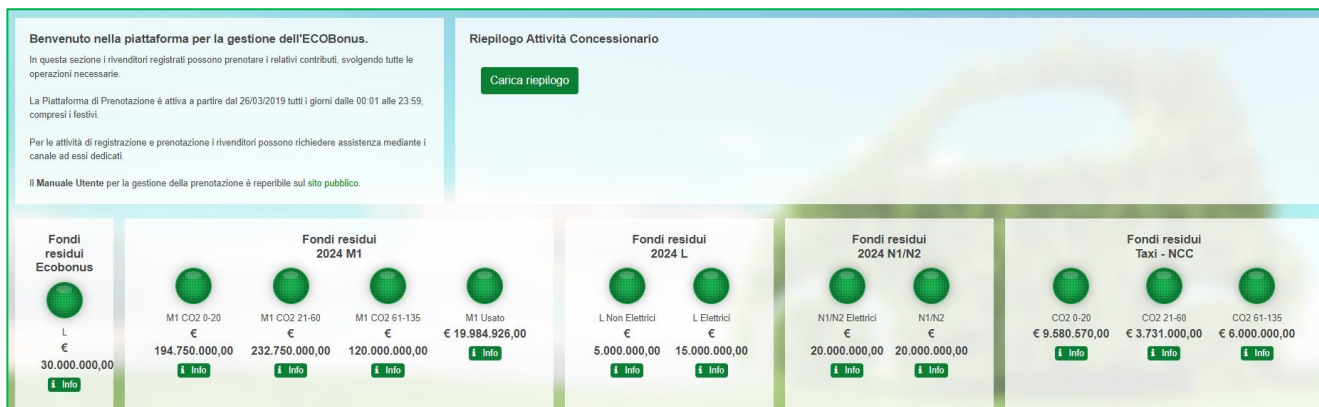 Benvenuto nella piattaforma per la gestione dell'ECOBonus.
In questa sezione i rivenditori registrati possono prenotare i relativi contributi, svolgendo tutte le
operazioni necessarie.
La Piattaforma di Prenotazione è attiva a partire dal 26/03/2019 tutti i giorni dalle 00:01 alle 23:59,
compresi i festivi.
Per le attività di registrazione e prenotazione i rivenditori possono richiedere assistenza mediante i
canale ad essi dedicati.
Il Manuale Utente per la gestione della prenotazione è reperibile sul sito pubblico.
Riepilogo Attività Concessionario
Carica riepilogo
Fondi
residui
Ecobonus
L
€
30.000.000,00
i Info
Fondi residui
2024 M1
M1 CO2 0-20
€
194.750.000,00
i Info
M1 CO2 21-60
€
232.750.000,00
i Info
M1 CO2 61-135
€
120.000.000,00
i Info
M1 Usato
€ 19.984.926,00
i Info
Fondi residui
2024 L
L Non Elettrici
€
5.000.000,00
i Info
L Elettrici
€
15.000.000,00
i Info
Fondi residui
2024 N1/N2
N1/N2 Elettrici
€
20.000.000,00
i Info
N1/N2
€
20.000.000,00
i Info
Fondi residui
Taxi - NCC
CO2 0-20
€ 9.580.570,00
i Info
CO2 21-60
€ 3.731.000,00
i Info
CO2 61-135
€ 6.000.000,00
i Info